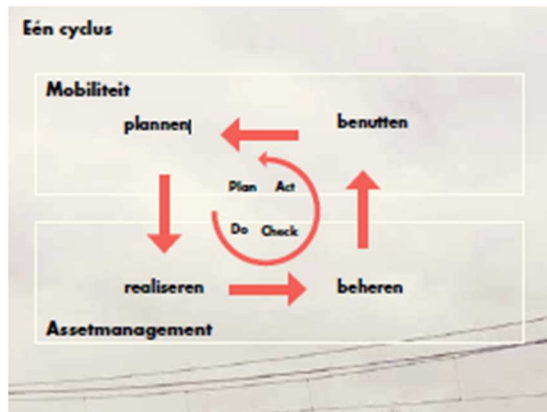 Eén cyclus
Mobiliteit
plannen benutten
Plan Act
Do Check
realiseren beheren
Assetmanagement